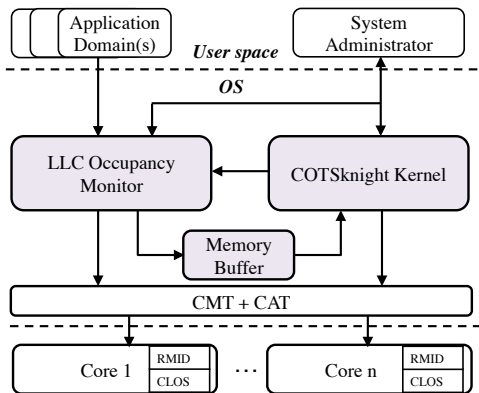 Application
Domain(s)
System
Administrator
User space
OS
LLC Occupancy
Monitor
COTSknight Kernel
Memory
Buffer
CMT + CAT
Core 1
RMID
CLOS
...
Core n
RMID
CLOS